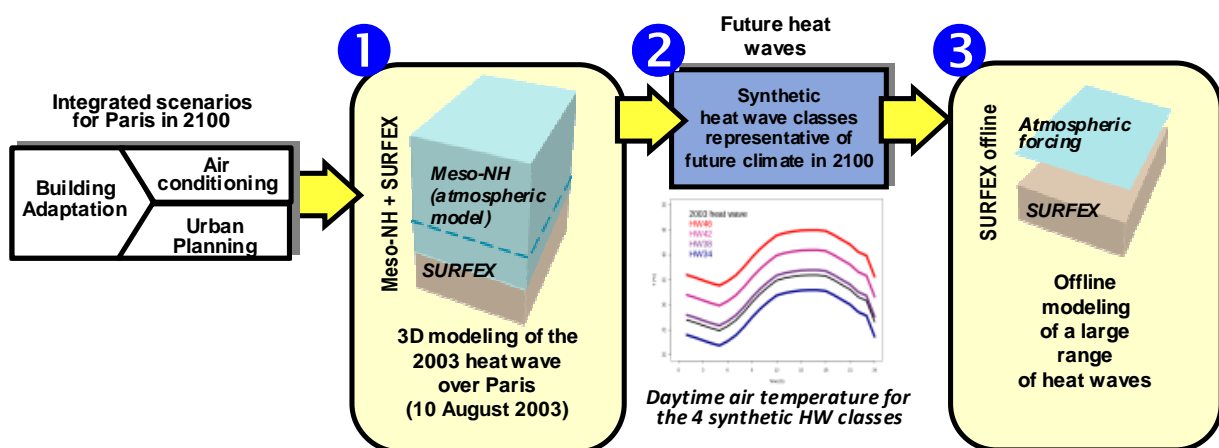 Integrated scenarios
for Paris in 2100
Building
Adaptation
Air
conditioning
Urban
Planning
1
Meso-NH + SURFEX
Meso-NH
(atmospheric
model)
SURFEX
3D modeling of the
2003 heat wave
over Paris
(10 August 2003)
Future heat
waves
2
Synthetic
heat wave classes
representative of
future climate in 2100
2003 heat wave
HW46
HW42
HW38
HW34
Daytime air temperature for
the 4 synthetic HW classes
3
SURFEX offline
Atmospheric
forcing
SURFEX
Offline
modeling
of a large
range
of heat waves